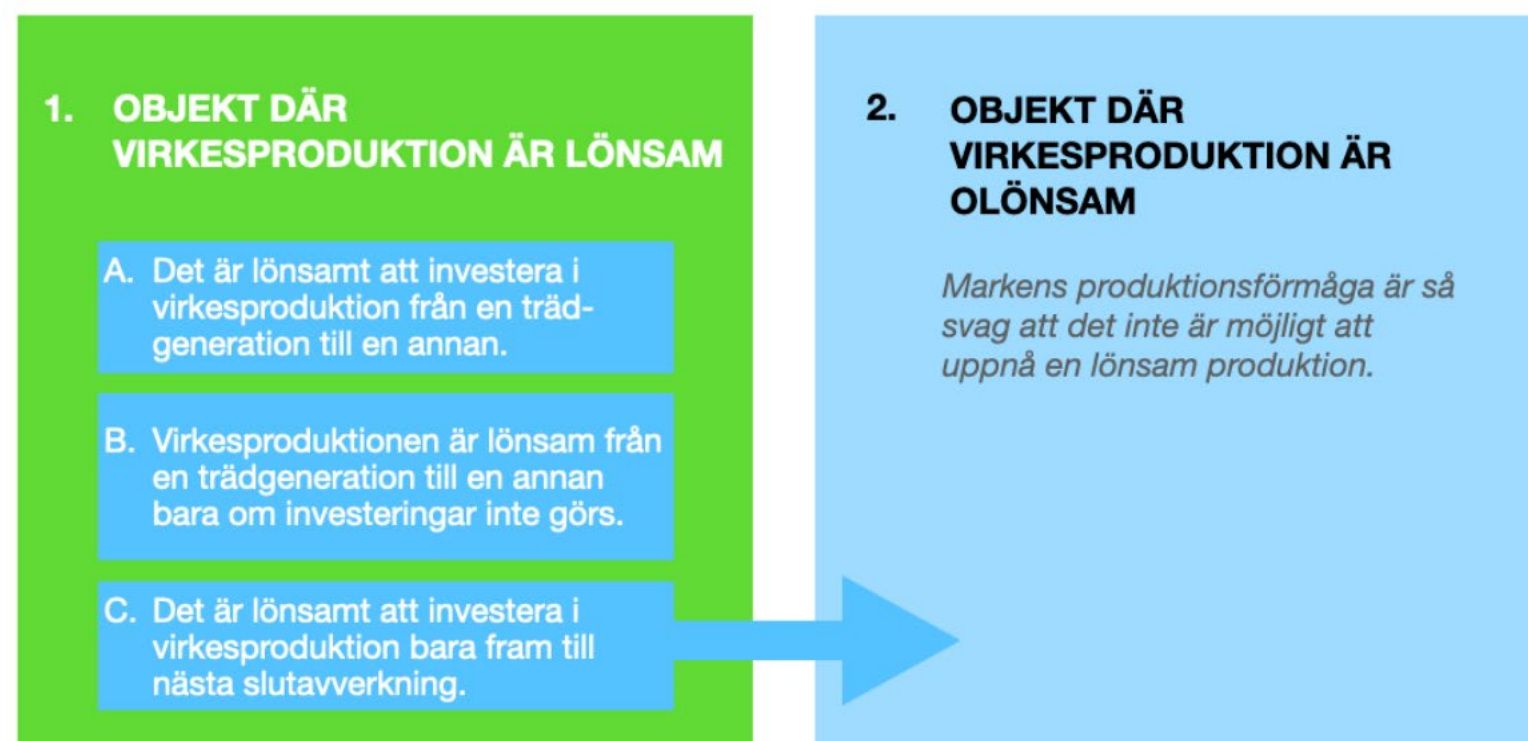 1. OBJEKT DÄR
VIRKESPRODUKTION ÄR LÖNSAM
A. Det är lönsamt att investera i
virkesproduktion från en träd-
generation till en annan.
B. Virkesproduktionen är lönsam från
en trädgeneration till en annan
bara om investeringar inte görs.
C. Det är lönsamt att investera i
virkesproduktion bara fram till
nästa slutavverkning.
2. OBJEKT DÄR
VIRKESPRODUKTION ÄR
OLÖNSAM
Markens produktionsförmåga är så
svag att det inte är möjligt att
uppnå en lönsam produktion.